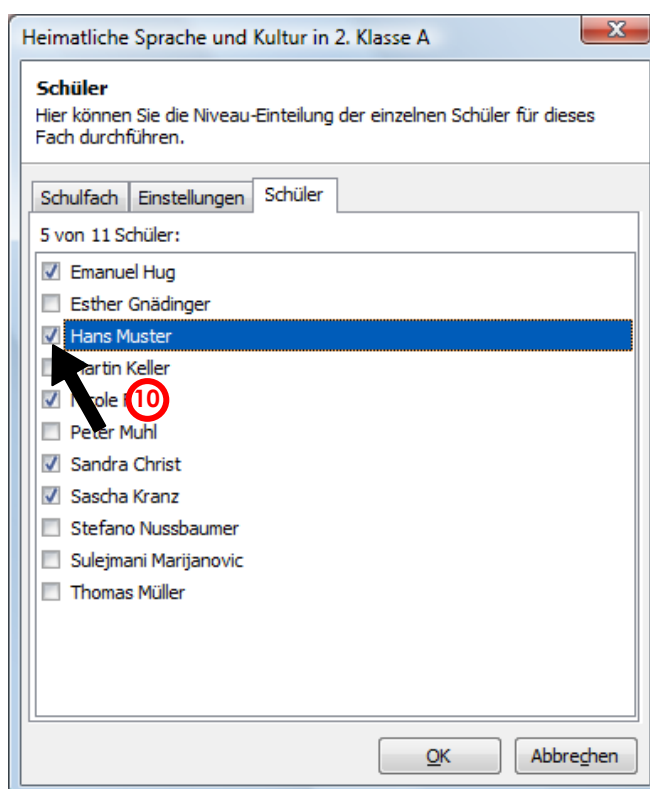 Heimatliche Sprache und Kultur in 2. Klasse A
Schüler
Hier können Sie die Niveau-Einteilung der einzelnen Schüler für dieses
Fach durchführen.
Schulfach Einstellungen Schüler
5 von 11 Schüler:
Emanuel Hug
Esther Gnädinger
Hans Muster
Martin Keller
Nicole 10
Peter Muhl
Sandra Christ
Sascha Kranz
Stefano Nussbaumer
Sulejmani Marijanovic
Thomas Müller
OK Abbrechen